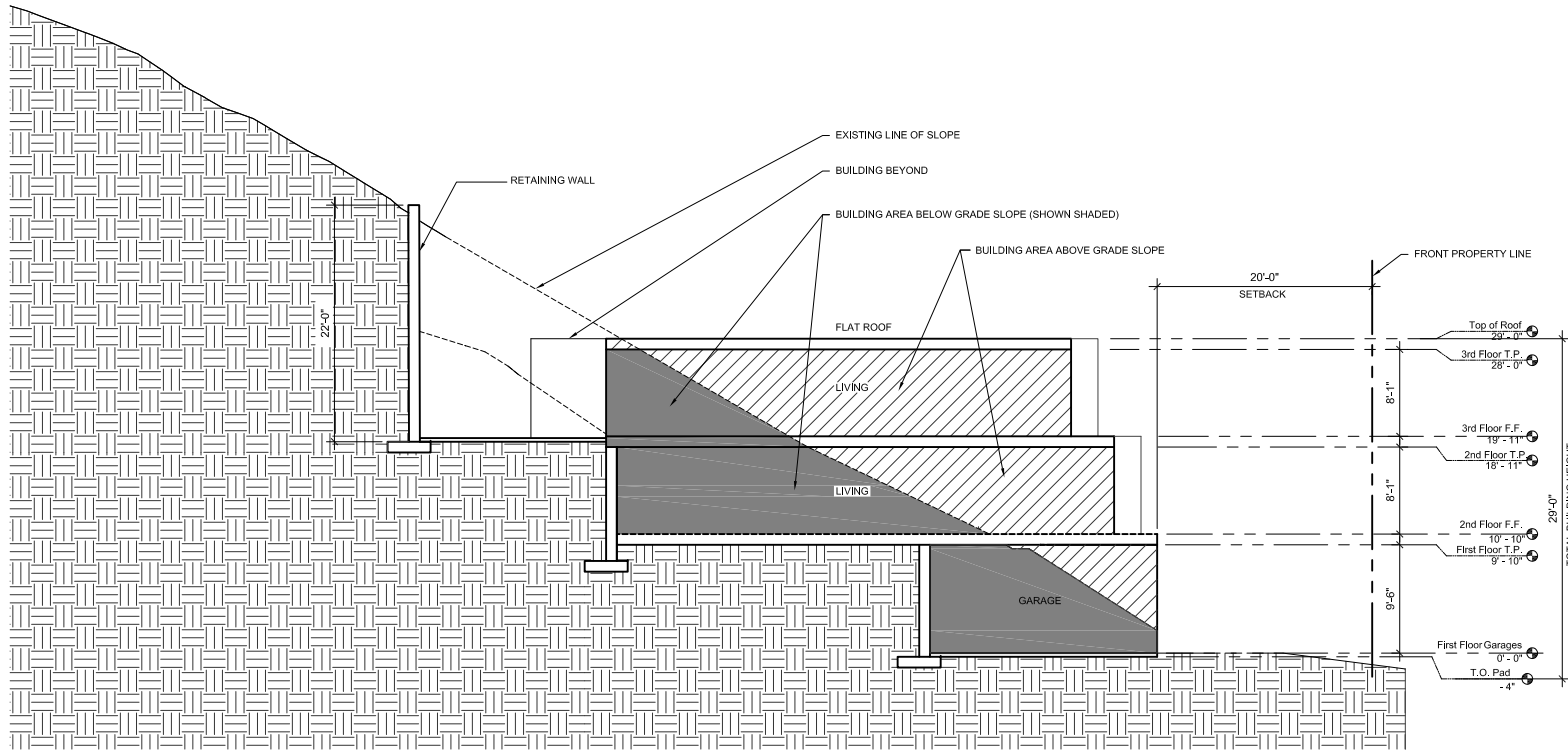 EXISTING LINE OF SLOPE
BUILDING BEYOND
RETAINING WALL
BUILDING AREA BELOW GRADE SLOPE (SHOWN SHADED)
BUILDING AREA ABOVE GRADE SLOPE
FRONT PROPERTY LINE
20'-0"
SETBACK
22'-0"
FLAT ROOF
LIVING
LIVING
GARAGE
Top of Roof
29' - 0"
3rd Floor T.P.
28' - 0"
8'-1"
3rd Floor F.F.
19' - 11"
2nd Floor T.P.
18' - 11"
8'-1"
29'-0"
2nd Floor F.F.
10' - 10"
First Floor T.P.
9' - 10"
9'-6"
First Floor Garages
0' - 0"
T.O. Pad
- 4"